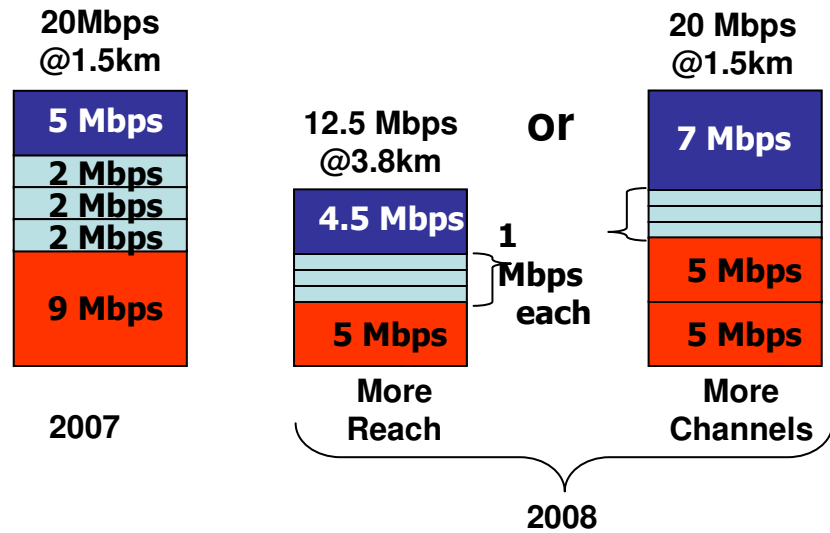 20Mbps
@1.5km
5 Mbps
2 Mbps
2 Mbps
2 Mbps
9 Mbps
2007
12.5 Mbps
@3.8km
4.5 Mbps
5 Mbps
More
Reach
or
1
Mbps
each
20 Mbps
@1.5km
7 Mbps
5 Mbps
5 Mbps
More
Channels
2008